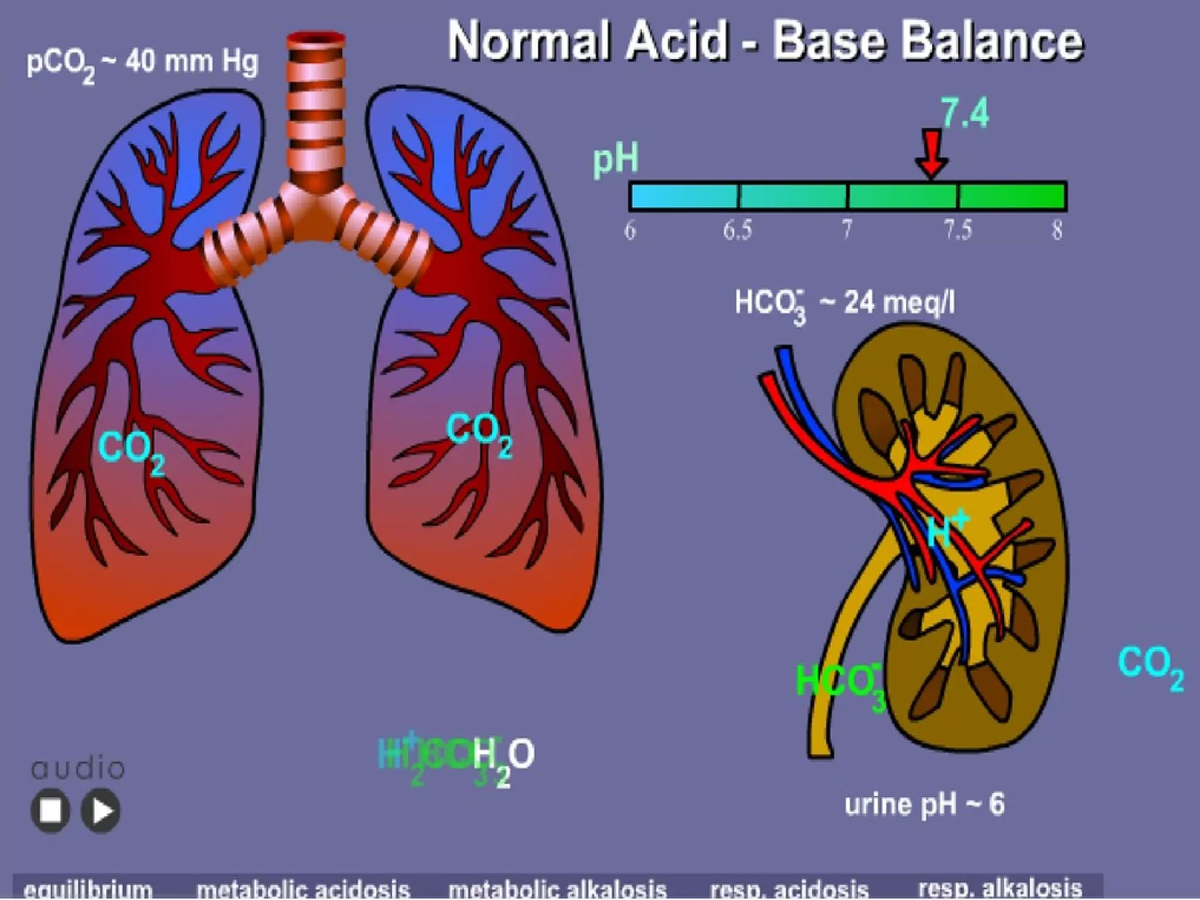 Normal Acid - Base Balance
pCO₂ ~ 40 mm Hg
7.4
pH
6 6.5 7 7.5 8
HCO₃⁻ ~ 24 meq/l
CO₂
CO₂
H⁺
HCO₃⁻
CO₂
H₂O
audio
urine pH ~ 6
equilibrium metabolic acidosis metabolic alkalosis resp. acidosis resp. alkalosis